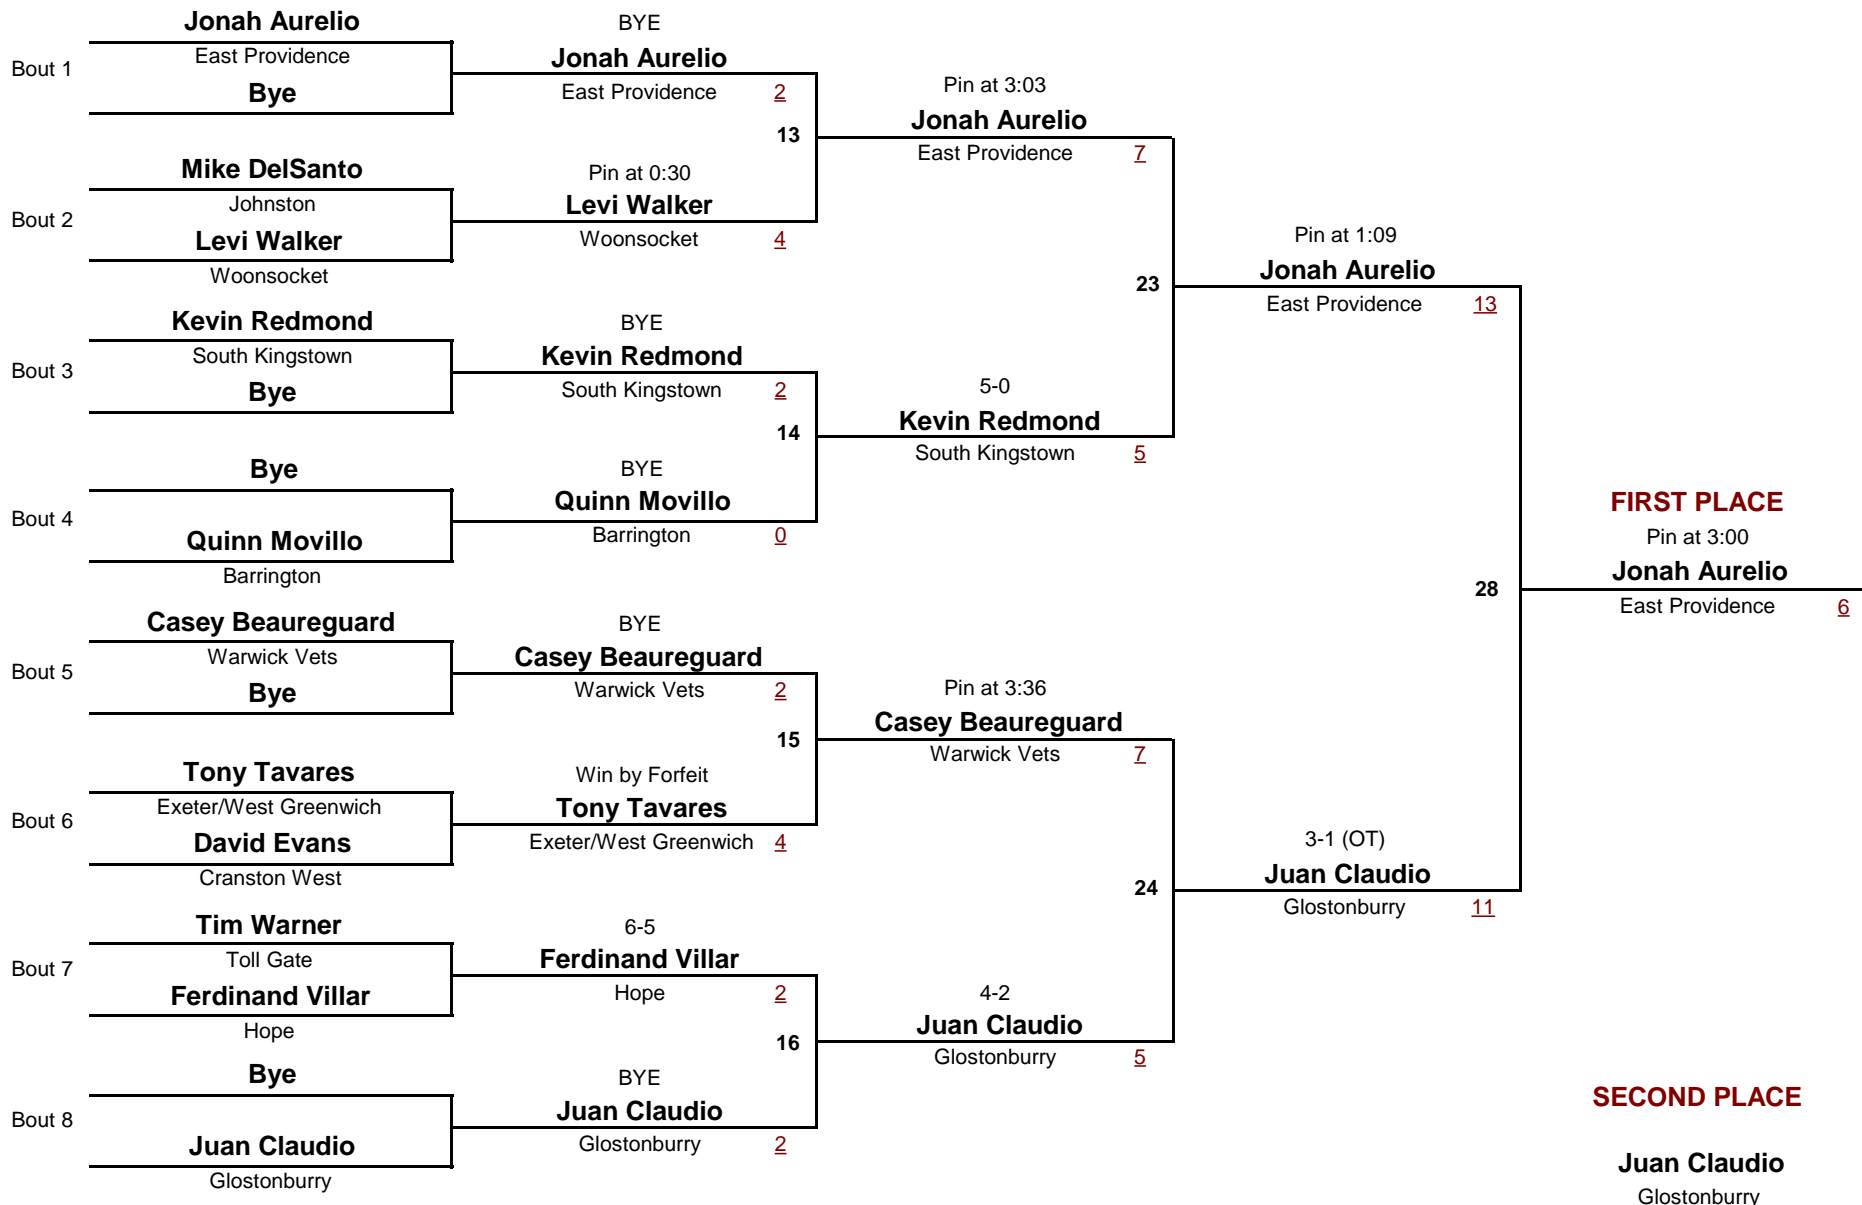 Bout 1
Jonah Aurelio
East Providence
Bye
Bout 2
Mike DelSanto
Johnston
Levi Walker
Woonsocket
Bout 3
Kevin Redmond
South Kingstown
Bye
Bout 4
Bye
Quinn Movillo
Barrington
Bout 5
Casey Beaureguard
Warwick Vets
Bye
Bout 6
Tony Tavares
Exeter/West Greenwich
David Evans
Cranston West
Bout 7
Tim Warner
Toll Gate
Ferdinand Villar
Hope
Bout 8
Bye
Juan Claudio
Glostonburry
BYE
Jonah Aurelio
East Providence 2
13
Pin at 0:30
Levi Walker
Woonsocket 4
BYE
Kevin Redmond
South Kingstown 2
14
BYE
Quinn Movillo
Barrington 0
BYE
Casey Beaureguard
Warwick Vets 2
15
Win by Forfeit
Tony Tavares
Exeter/West Greenwich 4
6-5
Ferdinand Villar
Hope 2
16
BYE
Juan Claudio
Glostonburry 2
Pin at 3:03
Jonah Aurelio
East Providence 7
23
5-0
Kevin Redmond
South Kingstown 5
Pin at 3:36
Casey Beaureguard
Warwick Vets 7
24
4-2
Juan Claudio
Glostonburry 5
Pin at 1:09
Jonah Aurelio
East Providence 13
28
3-1 (OT)
Juan Claudio
Glostonburry 11
FIRST PLACE
Pin at 3:00
Jonah Aurelio
East Providence 6
SECOND PLACE
Juan Claudio
Glostonburry